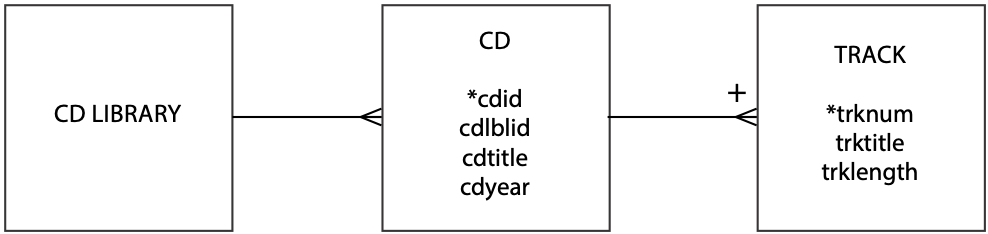 CD LIBRARY
CD
*cdid
cdlblid
cdtitle
cdyear
+
TRACK
*trknum
trktitle
trklength